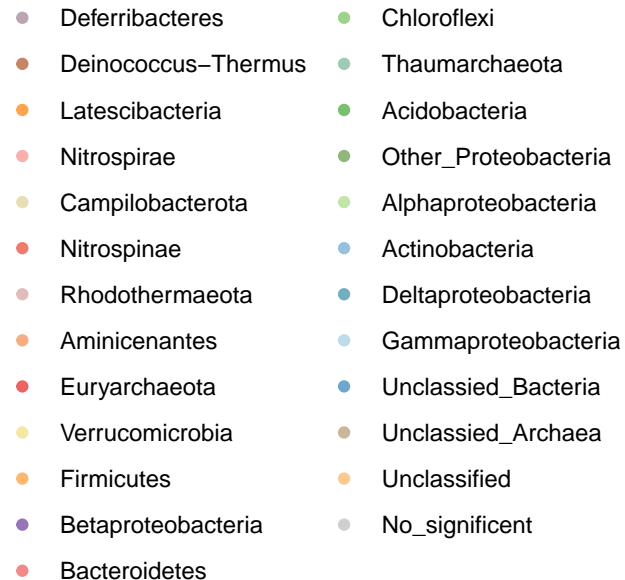 Deferribacteres
Deinococcus−Thermus
Latescibacteria
Nitrospirae
Campilobacterota
Nitrospinae
Rhodothermaeota
Aminicenantes
Euryarchaeota
Verrucomicrobia
Firmicutes
Betaproteobacteria
Bacteroidetes
Chloroflexi
Thaumarchaeota
Acidobacteria
Other_Proteobacteria
Alphaproteobacteria
Actinobacteria
Deltaproteobacteria
Gammaproteobacteria
Unclassied_Bacteria
Unclassied_Archaea
Unclassified
No_significent